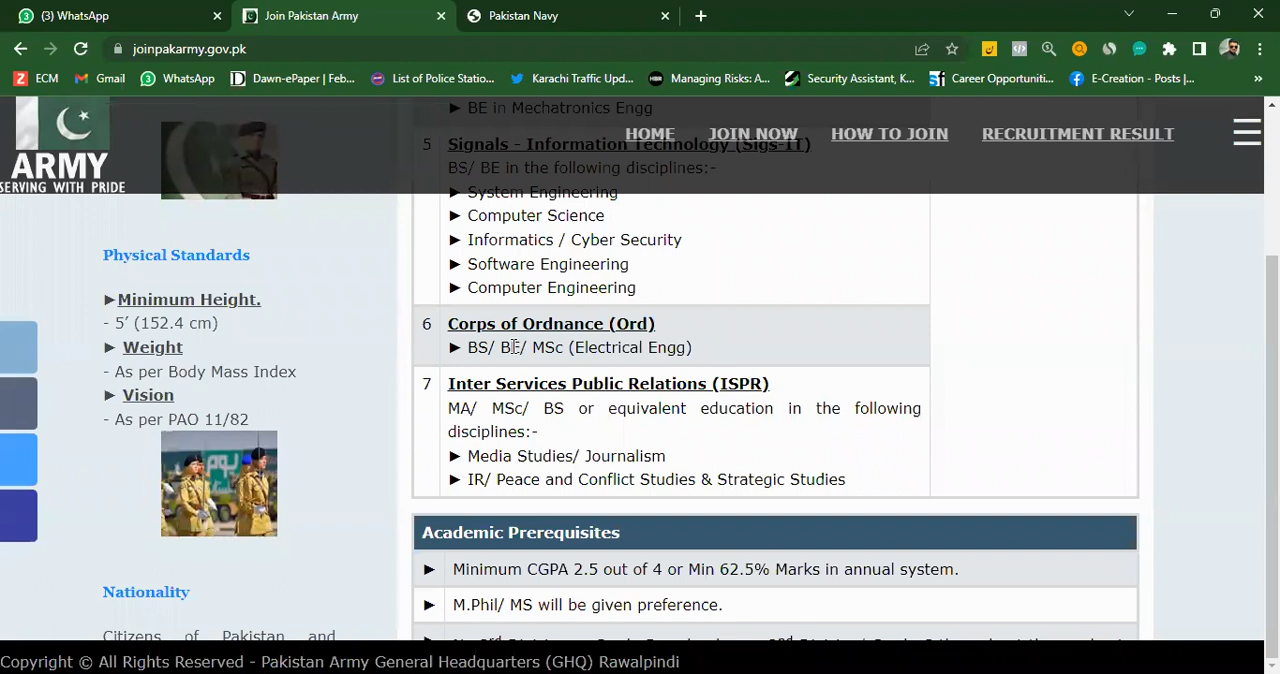 (3) WhatsApp
Join Pakistan Army
Pakistan Navy
joinpakarmy.gov.pk
ECM
Gmail
WhatsApp
Dawn-ePaper | Feb...
List of Police Statio...
Karachi Traffic Upd...
Managing Risks: A...
Security Assistant, K...
Career Opportuniti...
E-Creation - Posts |...
ARMY
SERVING WITH PRIDE
HOME
JOIN NOW
HOW TO JOIN
RECRUITMENT RESULT
Physical Standards
►Minimum Height.
- 5’ (152.4 cm)
► Weight
- As per Body Mass Index
► Vision
- As per PAO 11/82
Nationality
Citizens of Pakistan and
► BE in Mechatronics Engg
5 Signals - Information Technology (Sigs-IT)
BS/ BE in the following disciplines:-
► System Engineering
► Computer Science
► Informatics / Cyber Security
► Software Engineering
► Computer Engineering
6 Corps of Ordnance (Ord)
► BS/ BE/ MSc (Electrical Engg)
7 Inter Services Public Relations (ISPR)
MA/ MSc/ BS or equivalent education in the following
disciplines:-
► Media Studies/ Journalism
► IR/ Peace and Conflict Studies & Strategic Studies
Academic Prerequisites
► Minimum CGPA 2.5 out of 4 or Min 62.5% Marks in annual system.
► M.Phil/ MS will be given preference.
Copyright © All Rights Reserved - Pakistan Army General Headquarters (GHQ) Rawalpindi